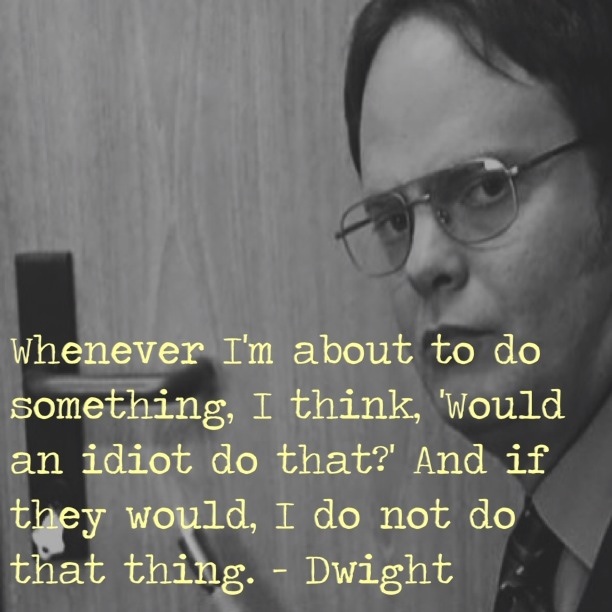 Whenever I'm about to do
something, I think, 'Would
an idiot do that?' And if
they would, I do not do
that thing. - Dwight